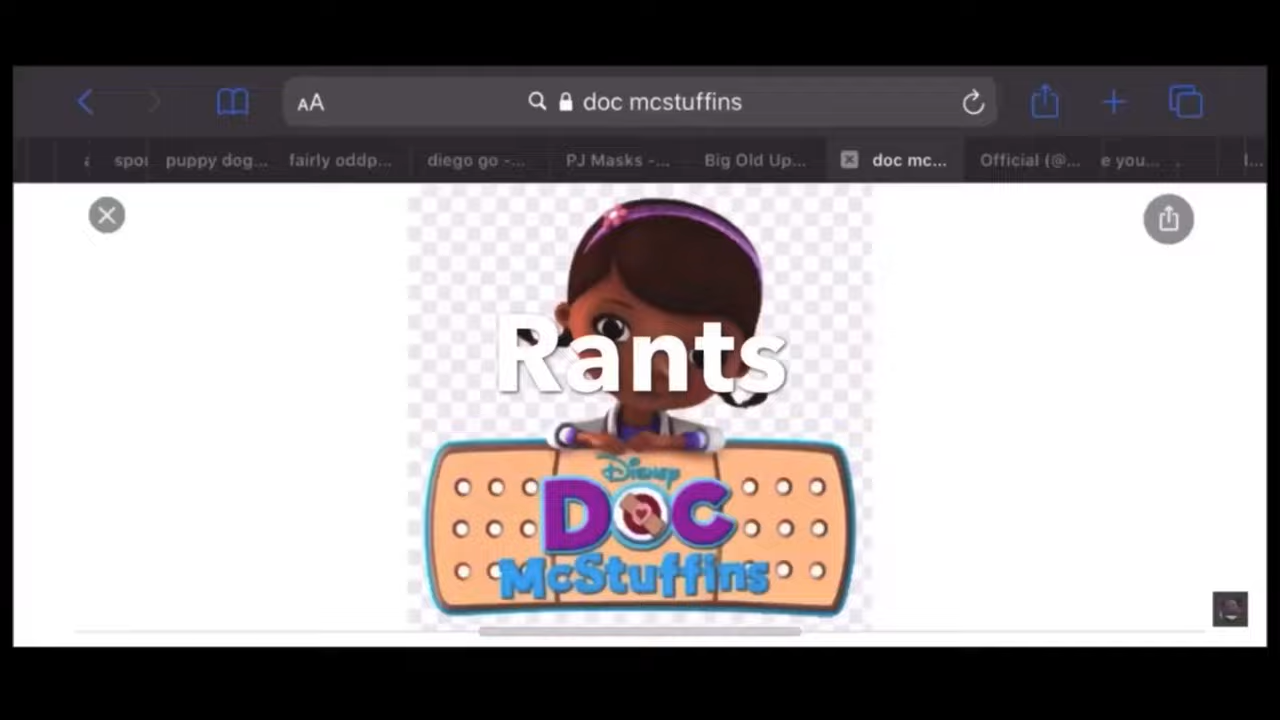 AA
doc mcstuffins
spo puppy dog... fairly oddp... diego go -... PJ Masks -... Big Old Up... doc mc... Official (@... e you... l...
Rants
Disney
DOC
McStuffins